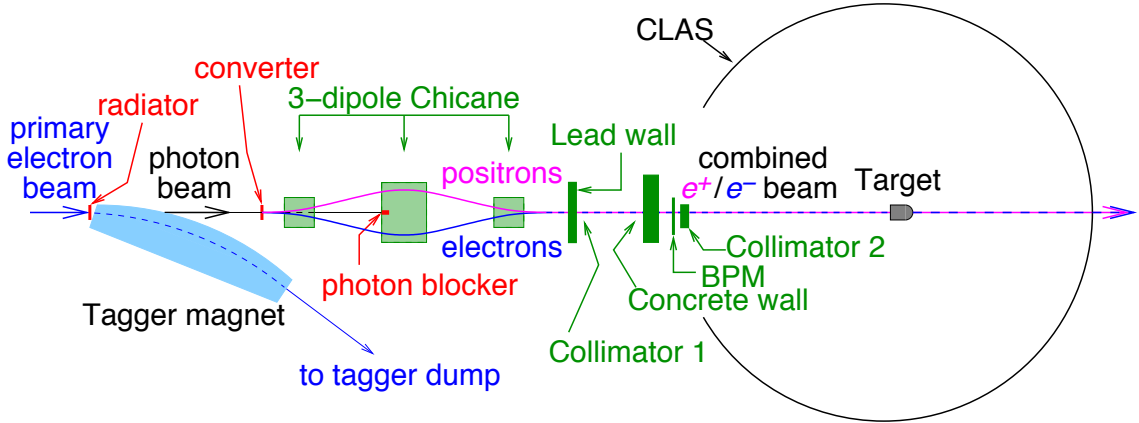 CLAS
converter
3−dipole Chicane
radiator
primary
electron
beam
photon
beam
Lead wall
positrons
combined
e+/e− beam
Target
electrons
Collimator 2
BPM
photon blocker
Concrete wall
Tagger magnet
Collimator 1
to tagger dump